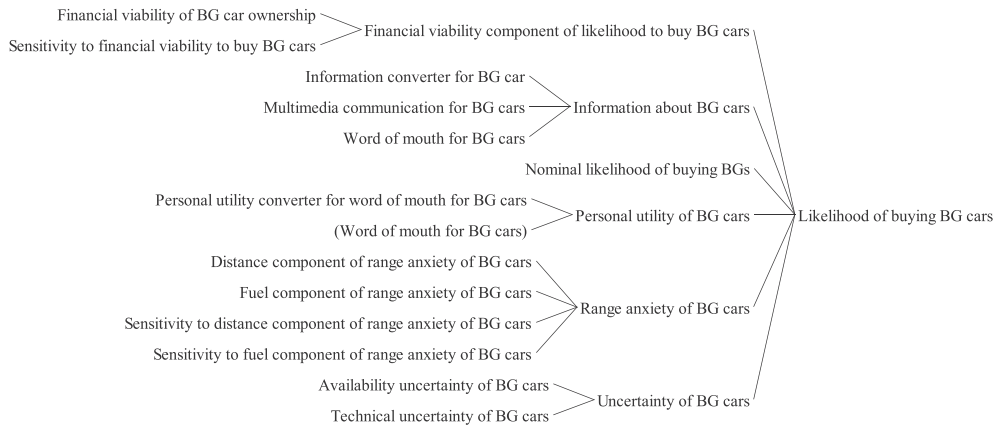 Financial viability of BG car ownership
Financial viability component of likelihood to buy BG cars
Sensitivity to financial viability to buy BG cars
Information converter for BG car
Multimedia communication for BG cars
Information about BG cars
Word of mouth for BG cars
Nominal likelihood of buying BGs
Personal utility converter for word of mouth for BG cars
Personal utility of BG cars
Likelihood of buying BG cars
(Word of mouth for BG cars)
Distance component of range anxiety of BG cars
Fuel component of range anxiety of BG cars
Range anxiety of BG cars
Sensitivity to distance component of range anxiety of BG cars
Sensitivity to fuel component of range anxiety of BG cars
Availability uncertainty of BG cars
Uncertainty of BG cars
Technical uncertainty of BG cars